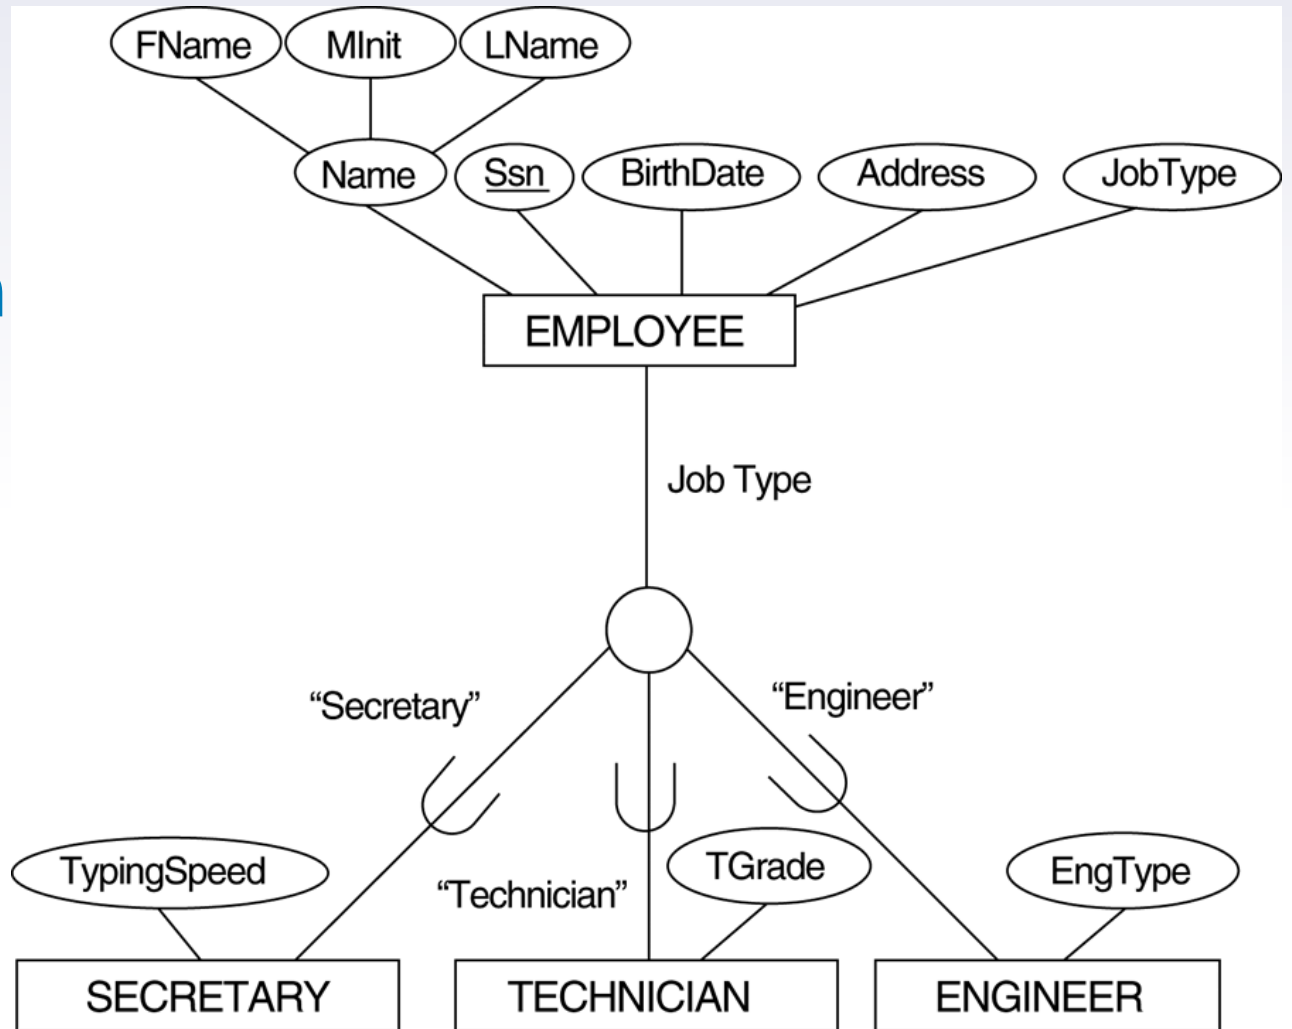 FName MInit LName
Name Ssn BirthDate Address JobType
EMPLOYEE
Job Type
“Secretary” “Engineer”
TypingSpeed “Technician” TGrade EngType
SECRETARY TECHNICIAN ENGINEER